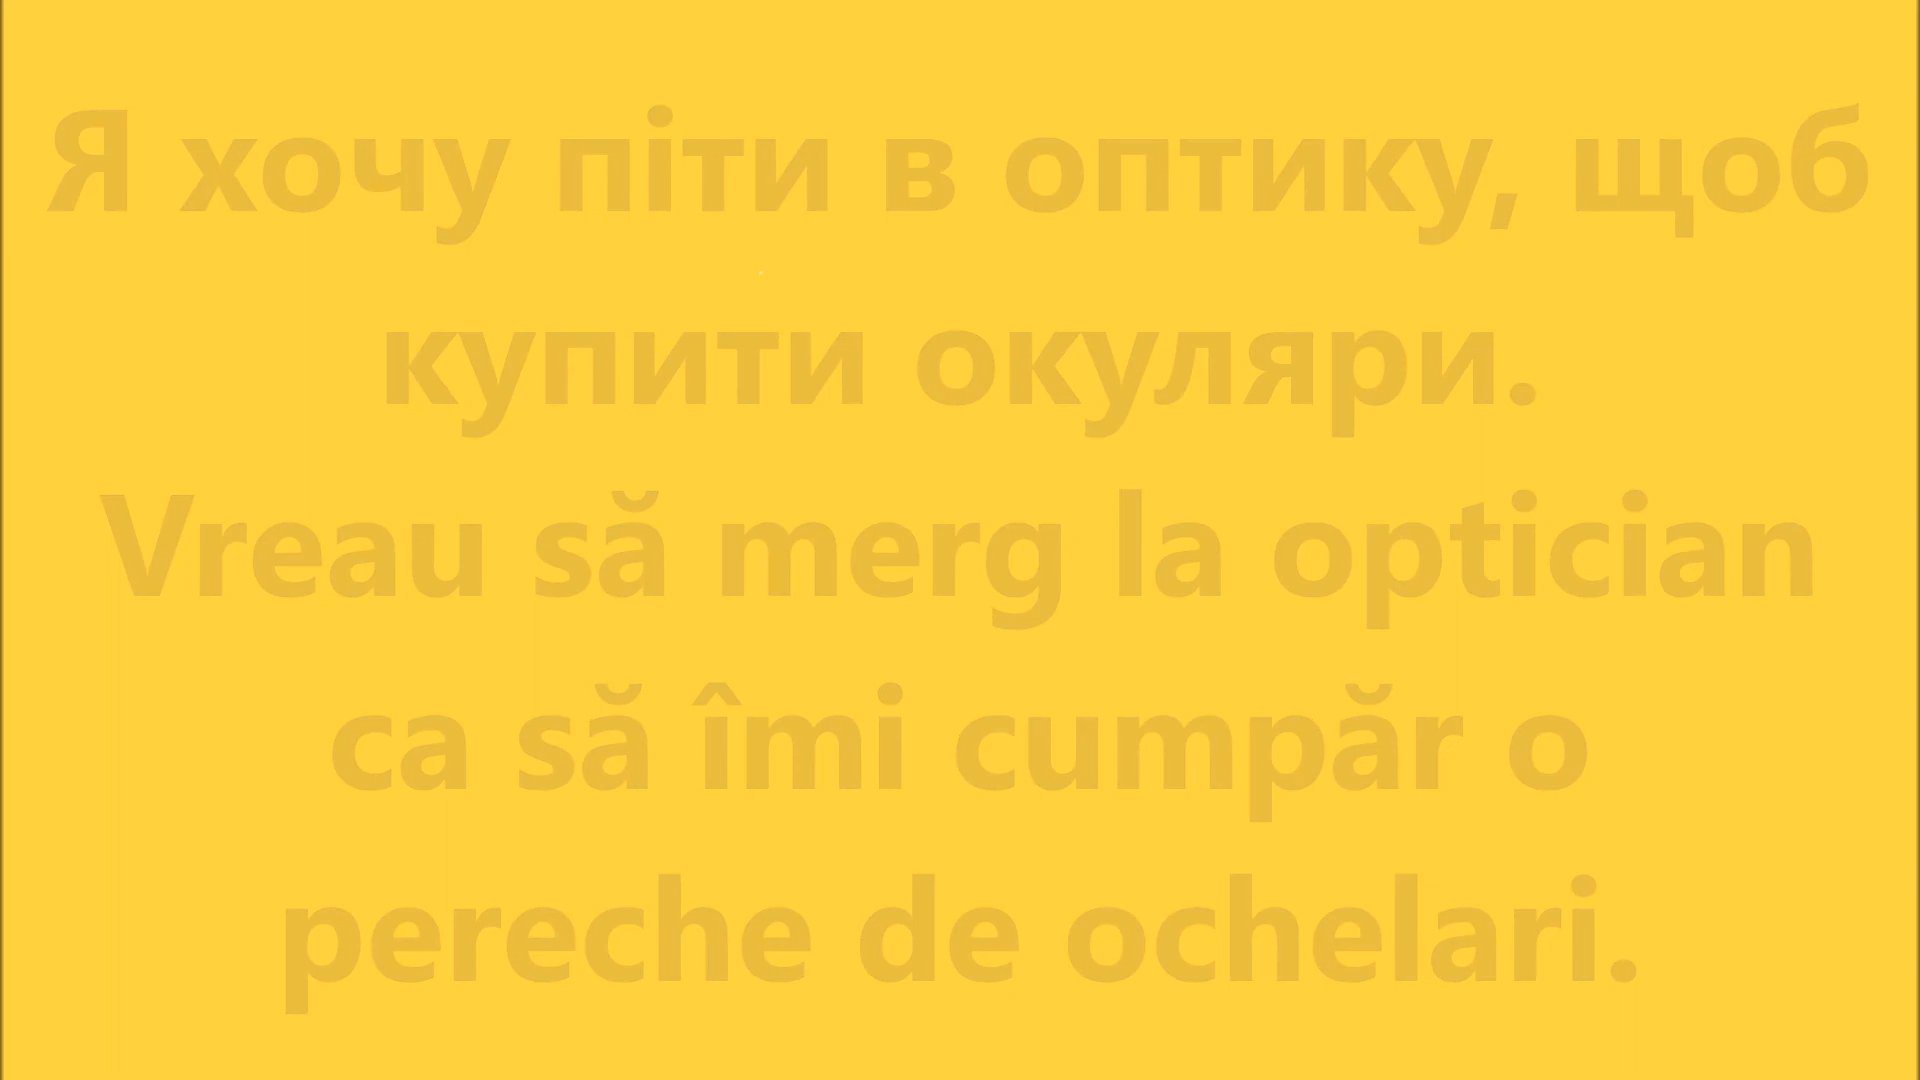 Я хочу піти в оптику, щоб
купити окуляри.
Vreau să merg la optician
ca să îmi cumpăr o
pereche de ochelari.